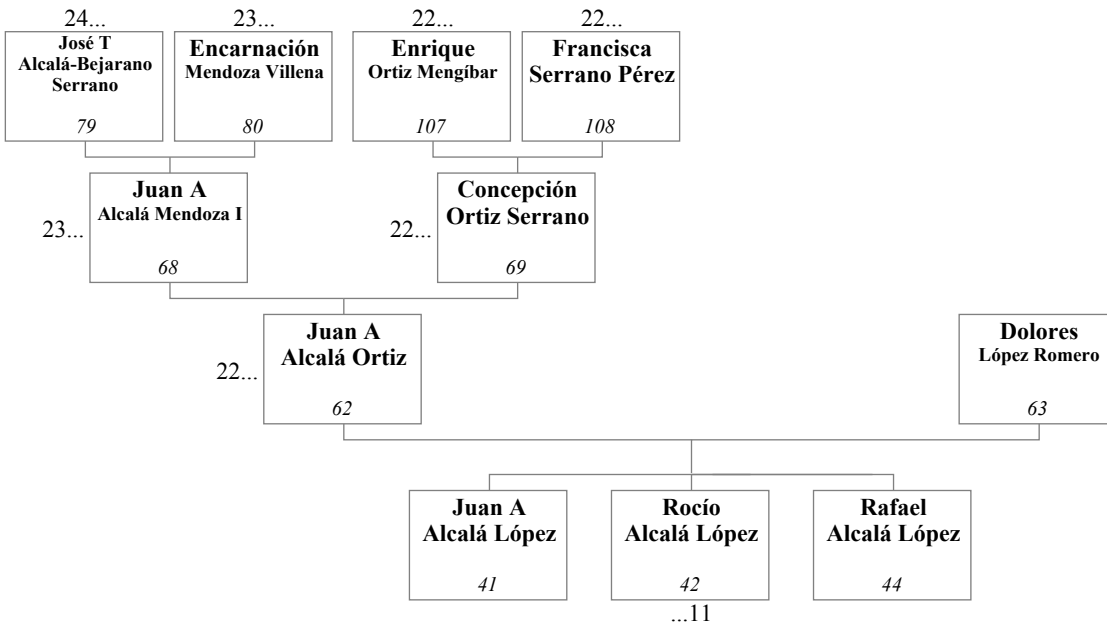 24...
23...
22...
22...
José T
Alcalá-Bejarano
Serrano
79
Encarnación
Mendoza Villena
80
Enrique
Ortiz Mengíbar
107
Francisca
Serrano Pérez
108
23...
Juan A
Alcalá Mendoza I
68
22...
Concepción
Ortiz Serrano
69
22...
Juan A
Alcalá Ortiz
62
Dolores
López Romero
63
Juan A
Alcalá López
41
Rocío
Alcalá López
42
Rafael
Alcalá López
44
...11